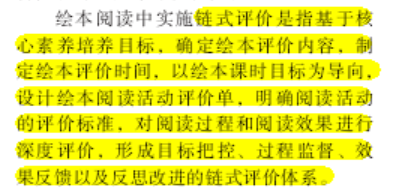 绘本阅读中实施链式评价是指基于核
心素养培养目标，确定绘本评价内容，制
定绘本评价时间，以绘本课时目标为导向，
设计绘本阅读活动评价单，明确阅读活动
的评价标准，对阅读过程和阅读效果进行
深度评价，形成目标把控、过程监督、效
果反馈以及反思改进的链式评价体系。